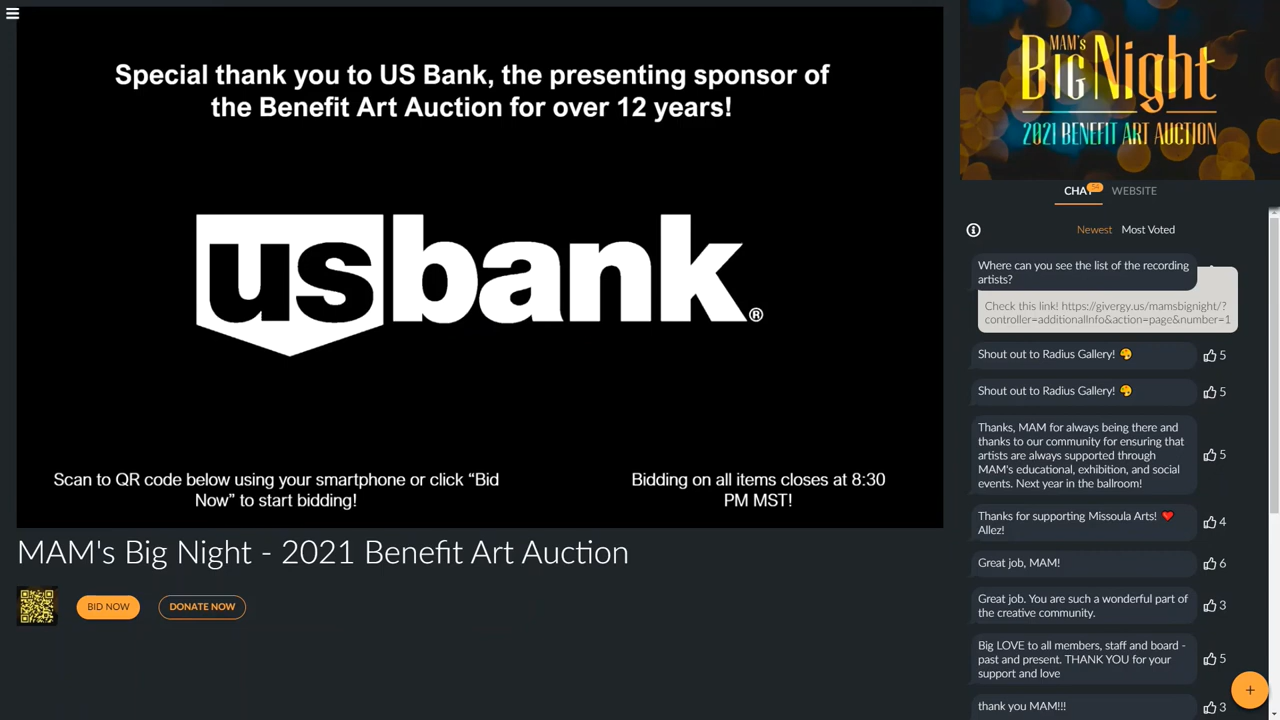 Special thank you to US Bank, the presenting sponsor of
the Benefit Art Auction for over 12 years!
usbank®
Scan to QR code below using your smartphone or click “Bid
Now” to start bidding!
Bidding on all items closes at 8:30
PM MST!
MAM's Big Night - 2021 Benefit Art Auction
BID NOW
DONATE NOW
MAM's
Big Night
2021 BENEFIT ART AUCTION
CHAT 54
WEBSITE
Newest
Most Voted
Where can you see the list of the recording
artists?
Check this link! https://givergy.us/mamsbignight/?
controller=additionalInfo&action=page&number=1
Shout out to Radius Gallery! 🎨
5
Shout out to Radius Gallery! 🎨
5
Thanks, MAM for always being there and
thanks to our community for ensuring that
artists are always supported through
MAM's educational, exhibition, and social
events. Next year in the ballroom!
5
Thanks for supporting Missoula Arts! ❤️
Allez!
4
Great job, MAM!
6
Great job. You are such a wonderful part of
the creative community.
3
Big LOVE to all members, staff and board -
past and present. THANK YOU for your
support and love
5
thank you MAM!!!
3
+